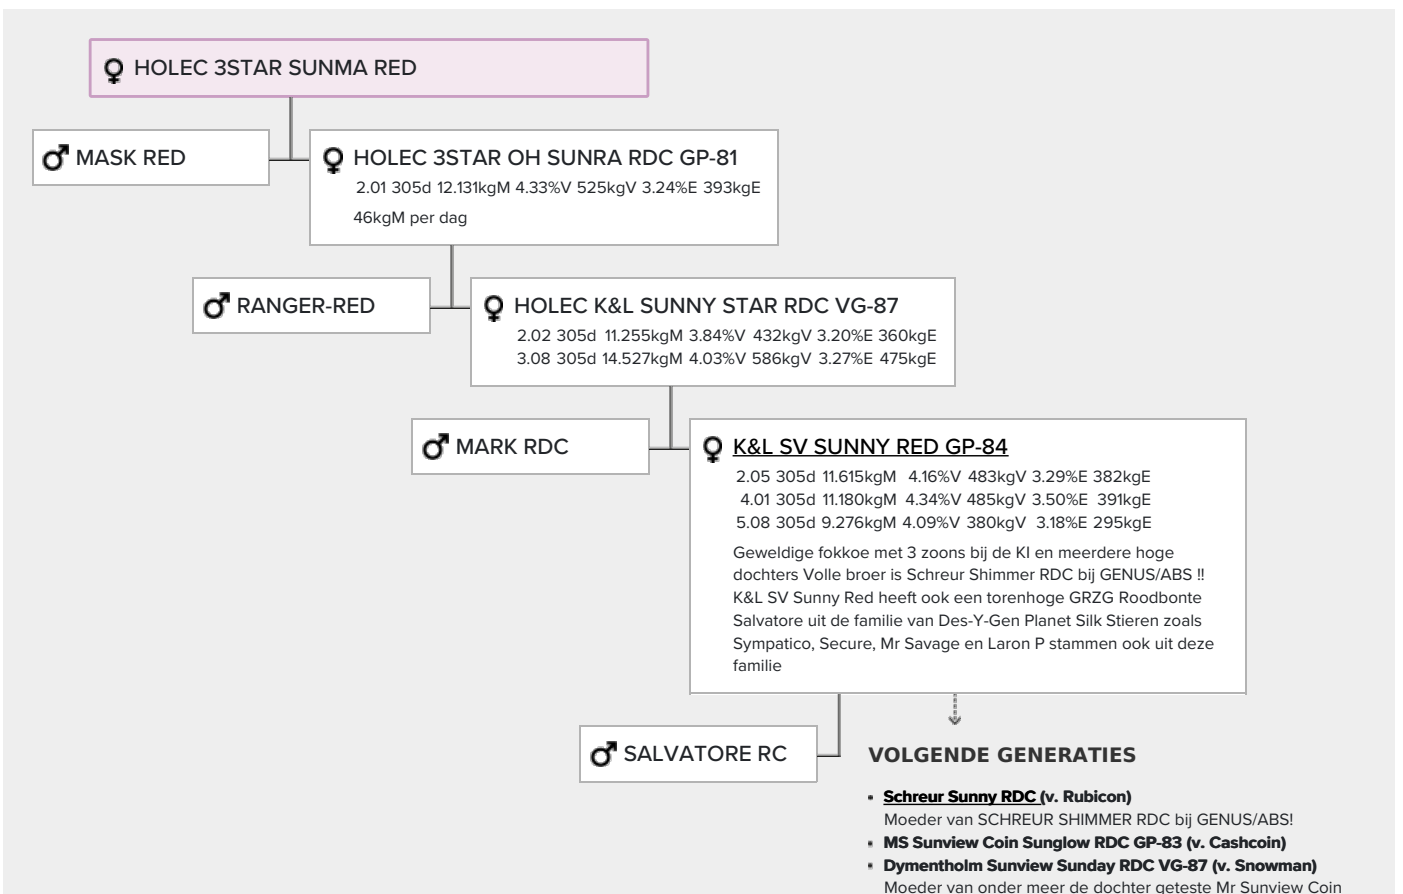 HOLEC 3STAR SUNMA RED
MASK RED
HOLEC 3STAR OH SUNRA RDC GP-81
2.01 305d 12.131kgM 4.33%V 525kgV 3.24%E 393kgE
46kgM per dag
RANGER-RED
HOLEC K&L SUNNY STAR RDC VG-87
2.02 305d 11.255kgM 3.84%V 432kgV 3.20%E 360kgE
3.08 305d 14.527kgM 4.03%V 586kgV 3.27%E 475kgE
MARK RDC
K&L SV SUNNY RED GP-84
2.05 305d 11.615kgM 4.16%V 483kgV 3.29%E 382kgE
4.01 305d 11.180kgM 4.34%V 485kgV 3.50%E 391kgE
5.08 305d 9.276kgM 4.09%V 380kgV 3.18%E 295kgE
Geweldige fokkoe met 3 zoons bij de KI en meerdere hoge
dochters Volle broer is Schreur Shimmer RDC bij GENUS/ABS !!
K&L SV Sunny Red heeft ook een torenhoge GRZG Roodbonte
Salvatore uit de familie van Des-Y-Gen Planet Silk Stieren zoals
Sympatico, Secure, Mr Savage en Laron P stammen ook uit deze
familie
SALVATORE RC
VOLGENDE GENERATIES
▪ Schreur Sunny RDC (v. Rubicon)
Moeder van SCHREUR SHIMMER RDC bij GENUS/ABS!
▪ MS Sunview Coin Sunglow RDC GP-83 (v. Cashcoin)
▪ Dymentholm Sunview Sunday RDC VG-87 (v. Snowman)
Moeder van onder meer de dochter geteste Mr Sunview Coin